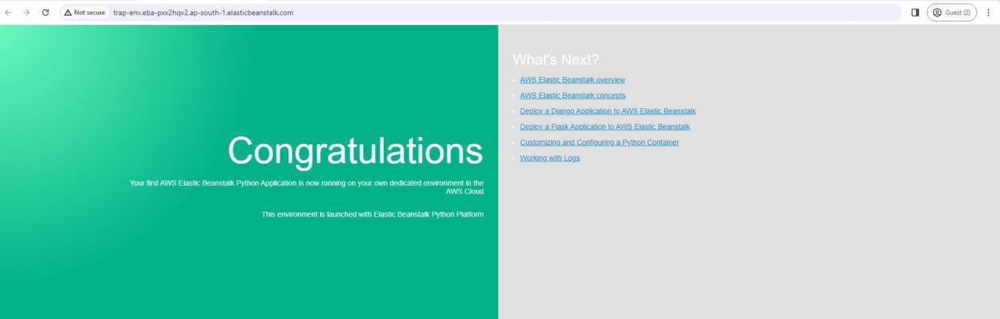 Not secure
trap-env.eba-pxx2hqv2.ap-south-1.elasticbeanstalk.com
Guest (2)
Congratulations
Your first AWS Elastic Beanstalk Python Application is now running on your own dedicated environment in the
AWS Cloud
This environment is launched with Elastic Beanstalk Python Platform
What's Next?
AWS Elastic Beanstalk overview
AWS Elastic Beanstalk concepts
Deploy a Django Application to AWS Elastic Beanstalk
Deploy a Flask Application to AWS Elastic Beanstalk
Customizing and Configuring a Python Container
Working with Logs